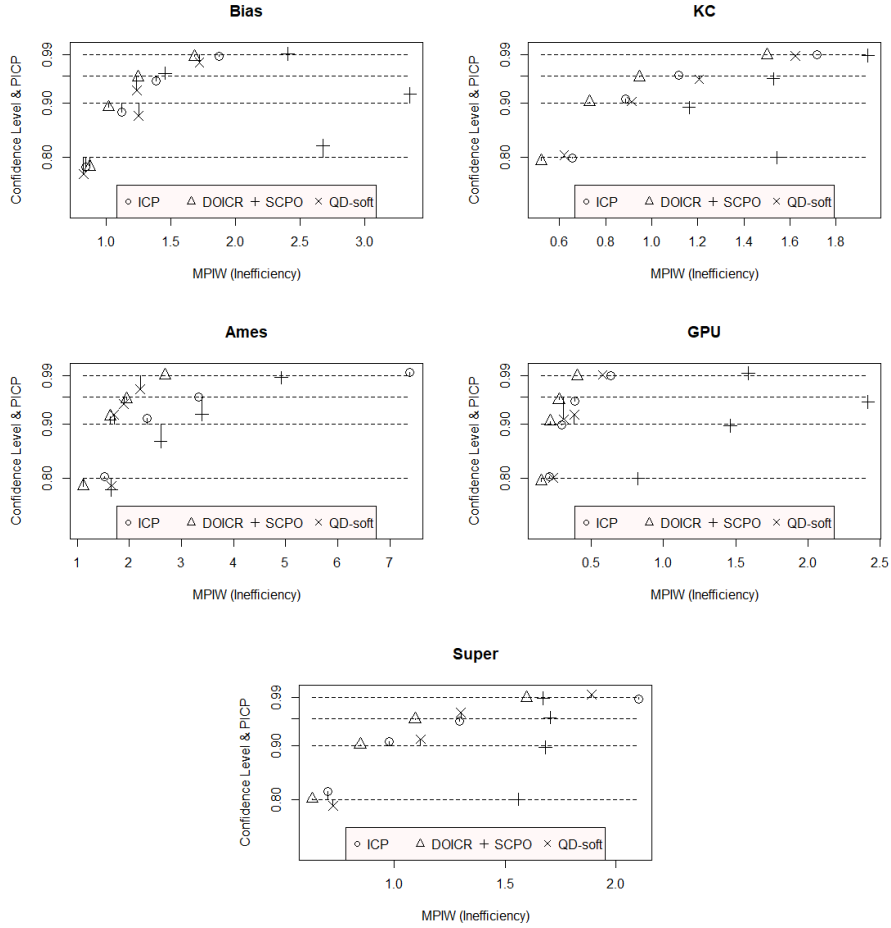 Bias
Confidence Level & PICP
0.80 0.90 0.99
ICP DOICR SCPO QD-soft
1.0 1.5 2.0 2.5 3.0
MPIW (Inefficiency)
KC
Confidence Level & PICP
0.80 0.90 0.99
ICP DOICR SCPO QD-soft
0.6 0.8 1.0 1.2 1.4 1.6 1.8
MPIW (Inefficiency)
Ames
Confidence Level & PICP
0.80 0.90 0.99
ICP DOICR SCPO QD-soft
1 2 3 4 5 6 7
MPIW (Inefficiency)
GPU
Confidence Level & PICP
0.80 0.90 0.99
ICP DOICR SCPO QD-soft
0.5 1.0 1.5 2.0 2.5
MPIW (Inefficiency)
Super
Confidence Level & PICP
0.80 0.90 0.99
ICP DOICR SCPO QD-soft
1.0 1.5 2.0
MPIW (Inefficiency)